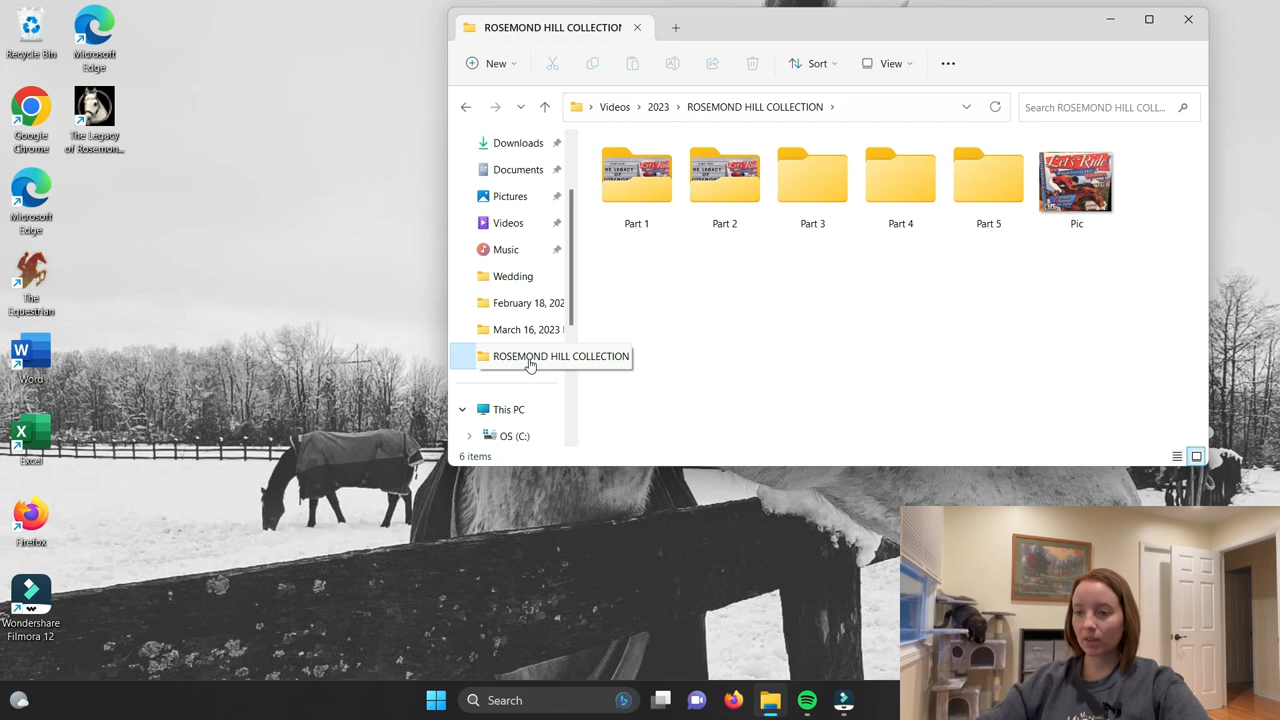 Recycle Bin
Microsoft
Edge
Google
Chrome
The Legacy
of Rosemon...
Microsoft
Edge
The
Equestrian
Word
Excel
Firefox
Wondershare
Filmora 12
ROSEMOND HILL COLLECTION
New
Sort
View
Videos
2023
ROSEMOND HILL COLLECTION
Search ROSEMOND HILL COLL...
Downloads
Documents
Pictures
Videos
Music
Wedding
February 18, 202
March 16, 2023
ROSEMOND HILL COLLECTION
This PC
OS (C:)
Part 1
Part 2
Part 3
Part 4
Part 5
Let's Ride
Pic
6 items
Search